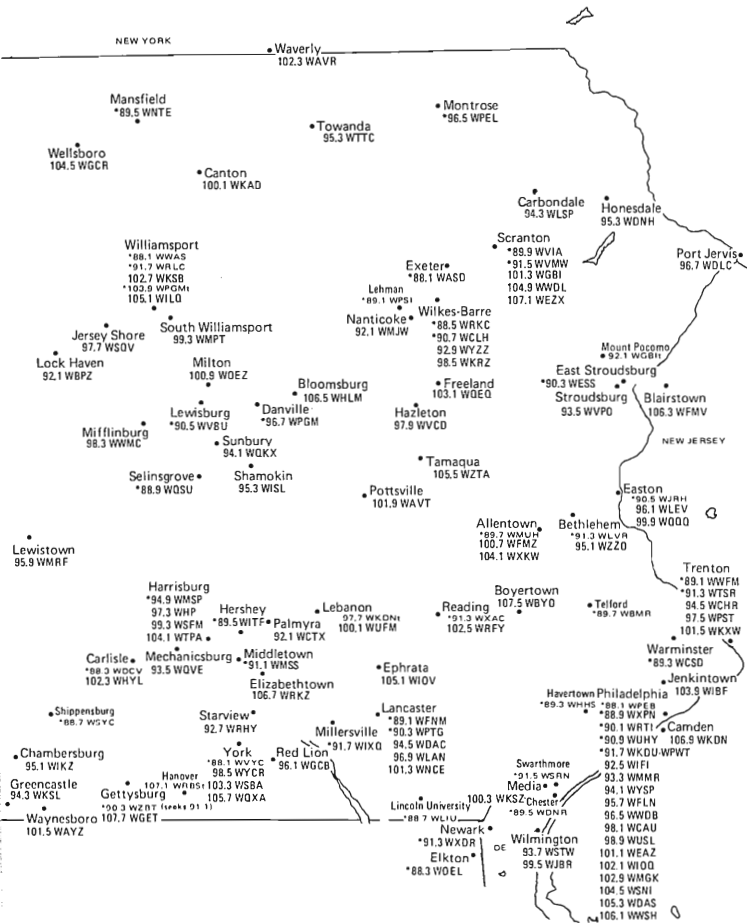 NEW YORK
Waverly
102.3 WAVR
Mansfield
*89.5 WNTE
Montrose
*96.5 WPEL
Towanda
95.3 WTTC
Wellsboro
104.5 WGCR
Canton
100.1 WKAD
Carbondale
94.3 WLSP
Honesdale
95.3 WDNH
Port Jervis
96.7 WDLC
Scranton
*89.9 WVIA
*91.5 WVMW
101.3 WGBI
104.9 WWDL
107.1 WEZX
Williamsport
*88.1 WWAS
*91.7 WRLC
102.7 WKSB
*103.9 WPGMt
105.1 WILQ
Exeter
*88.1 WASD
Lehman
*89.1 WPSI
Nanticoke
92.1 WMJW
Wilkes-Barre
*88.5 WRKC
*90.7 WCLH
92.9 WYZZ
98.5 WKRZ
Jersey Shore
97.7 WSQV
South Williamsport
99.3 WMPT
Lock Haven
92.1 WBPZ
Milton
100.9 WOEZ
Mount Pocomo
92.1 WGBIt
East Stroudsburg
*90.3 WESS
Stroudsburg
93.5 WVPO
Blairstown
106.3 WFMV
Bloomsburg
106.5 WHLM
Freeland
103.1 WQEQ
Lewisburg
*90.5 WVBU
Danville
*96.7 WPGM
Hazleton
97.9 WVCD
Mifflinburg
98.3 WWMC
Sunbury
94.1 WQKX
NEW JERSEY
Selinsgrove
*88.9 WQSU
Shamokin
95.3 WISL
Tamaqua
105.5 WZTA
Pottsville
101.9 WAVT
Easton
*90.5 WJRH
96.1 WLEV
99.9 WQQQ
Allentown
*89.7 WMUH
100.7 WFMZ
104.1 WXKW
Bethlehem
*91.3 WLVR
95.1 WZZO
Lewistown
95.9 WMRF
Trenton
*89.1 WWFM
*91.3 WTSR
94.5 WCHR
97.5 WPST
101.5 WKXW
Harrisburg
*94.9 WMSP
97.3 WHP
99.3 WSFM
104.1 WTPA
Hershey
*89.5 WITF
Palmyra
92.1 WCTX
Lebanon
97.7 WKDNt
100.1 WUFM
Reading
*91.3 WXAC
102.5 WRFY
Boyertown
107.5 WBYO
Telford
*89.7 WBMR
Warminster
*89.3 WCSD
Carlisle
*88.3 WDCV
102.3 WHYL
Mechanicsburg
93.5 WQVE
Middletown
*91.1 WMSS
Elizabethtown
106.7 WRKZ
Ephrata
105.1 WIOV
Jenkintown
103.9 WIBF
Shippensburg
*88.7 WSYC
Starview
92.7 WRHY
Millersville
*91.7 WIXQ
Lancaster
*89.1 WFNM
*90.3 WPTG
94.5 WDAC
96.9 WLAN
101.3 WNCE
Havertown
*89.3 WHHS
Philadelphia
*88.1 WPEB
*88.9 WXPN
*90.1 WRTI
*90.9 WUHY
*91.7 WKDU-WPWT
92.5 WIFI
93.3 WMMR
94.1 WYSP
95.7 WFLN
96.5 WWDB
98.1 WCAU
98.9 WUSL
101.1 WEAZ
102.1 WIOQ
102.9 WMGK
104.5 WSNI
105.3 WDAS
106.1 WWSH
Camden
106.9 WKDN
Chambersburg
95.1 WIKZ
York
*88.1 WVYC
98.5 WYCR
103.3 WSBA
105.7 WQXA
Red Lion
96.1 WGCB
Greencastle
94.3 WKSL
Hanover
107.1 WRBSt
Gettysburg
*90.3 WZBT (seeks 91.1)
107.7 WGET
Waynesboro
101.5 WAYZ
Swarthmore
*91.5 WSRN
Media
100.3 WKSZ
Chester
*89.5 WDNR
Lincoln University
*88.7 WLIU
Newark
*91.3 WXDR
DE
Elkton
*88.3 WOEL
Wilmington
93.7 WSTW
99.5 WJBR